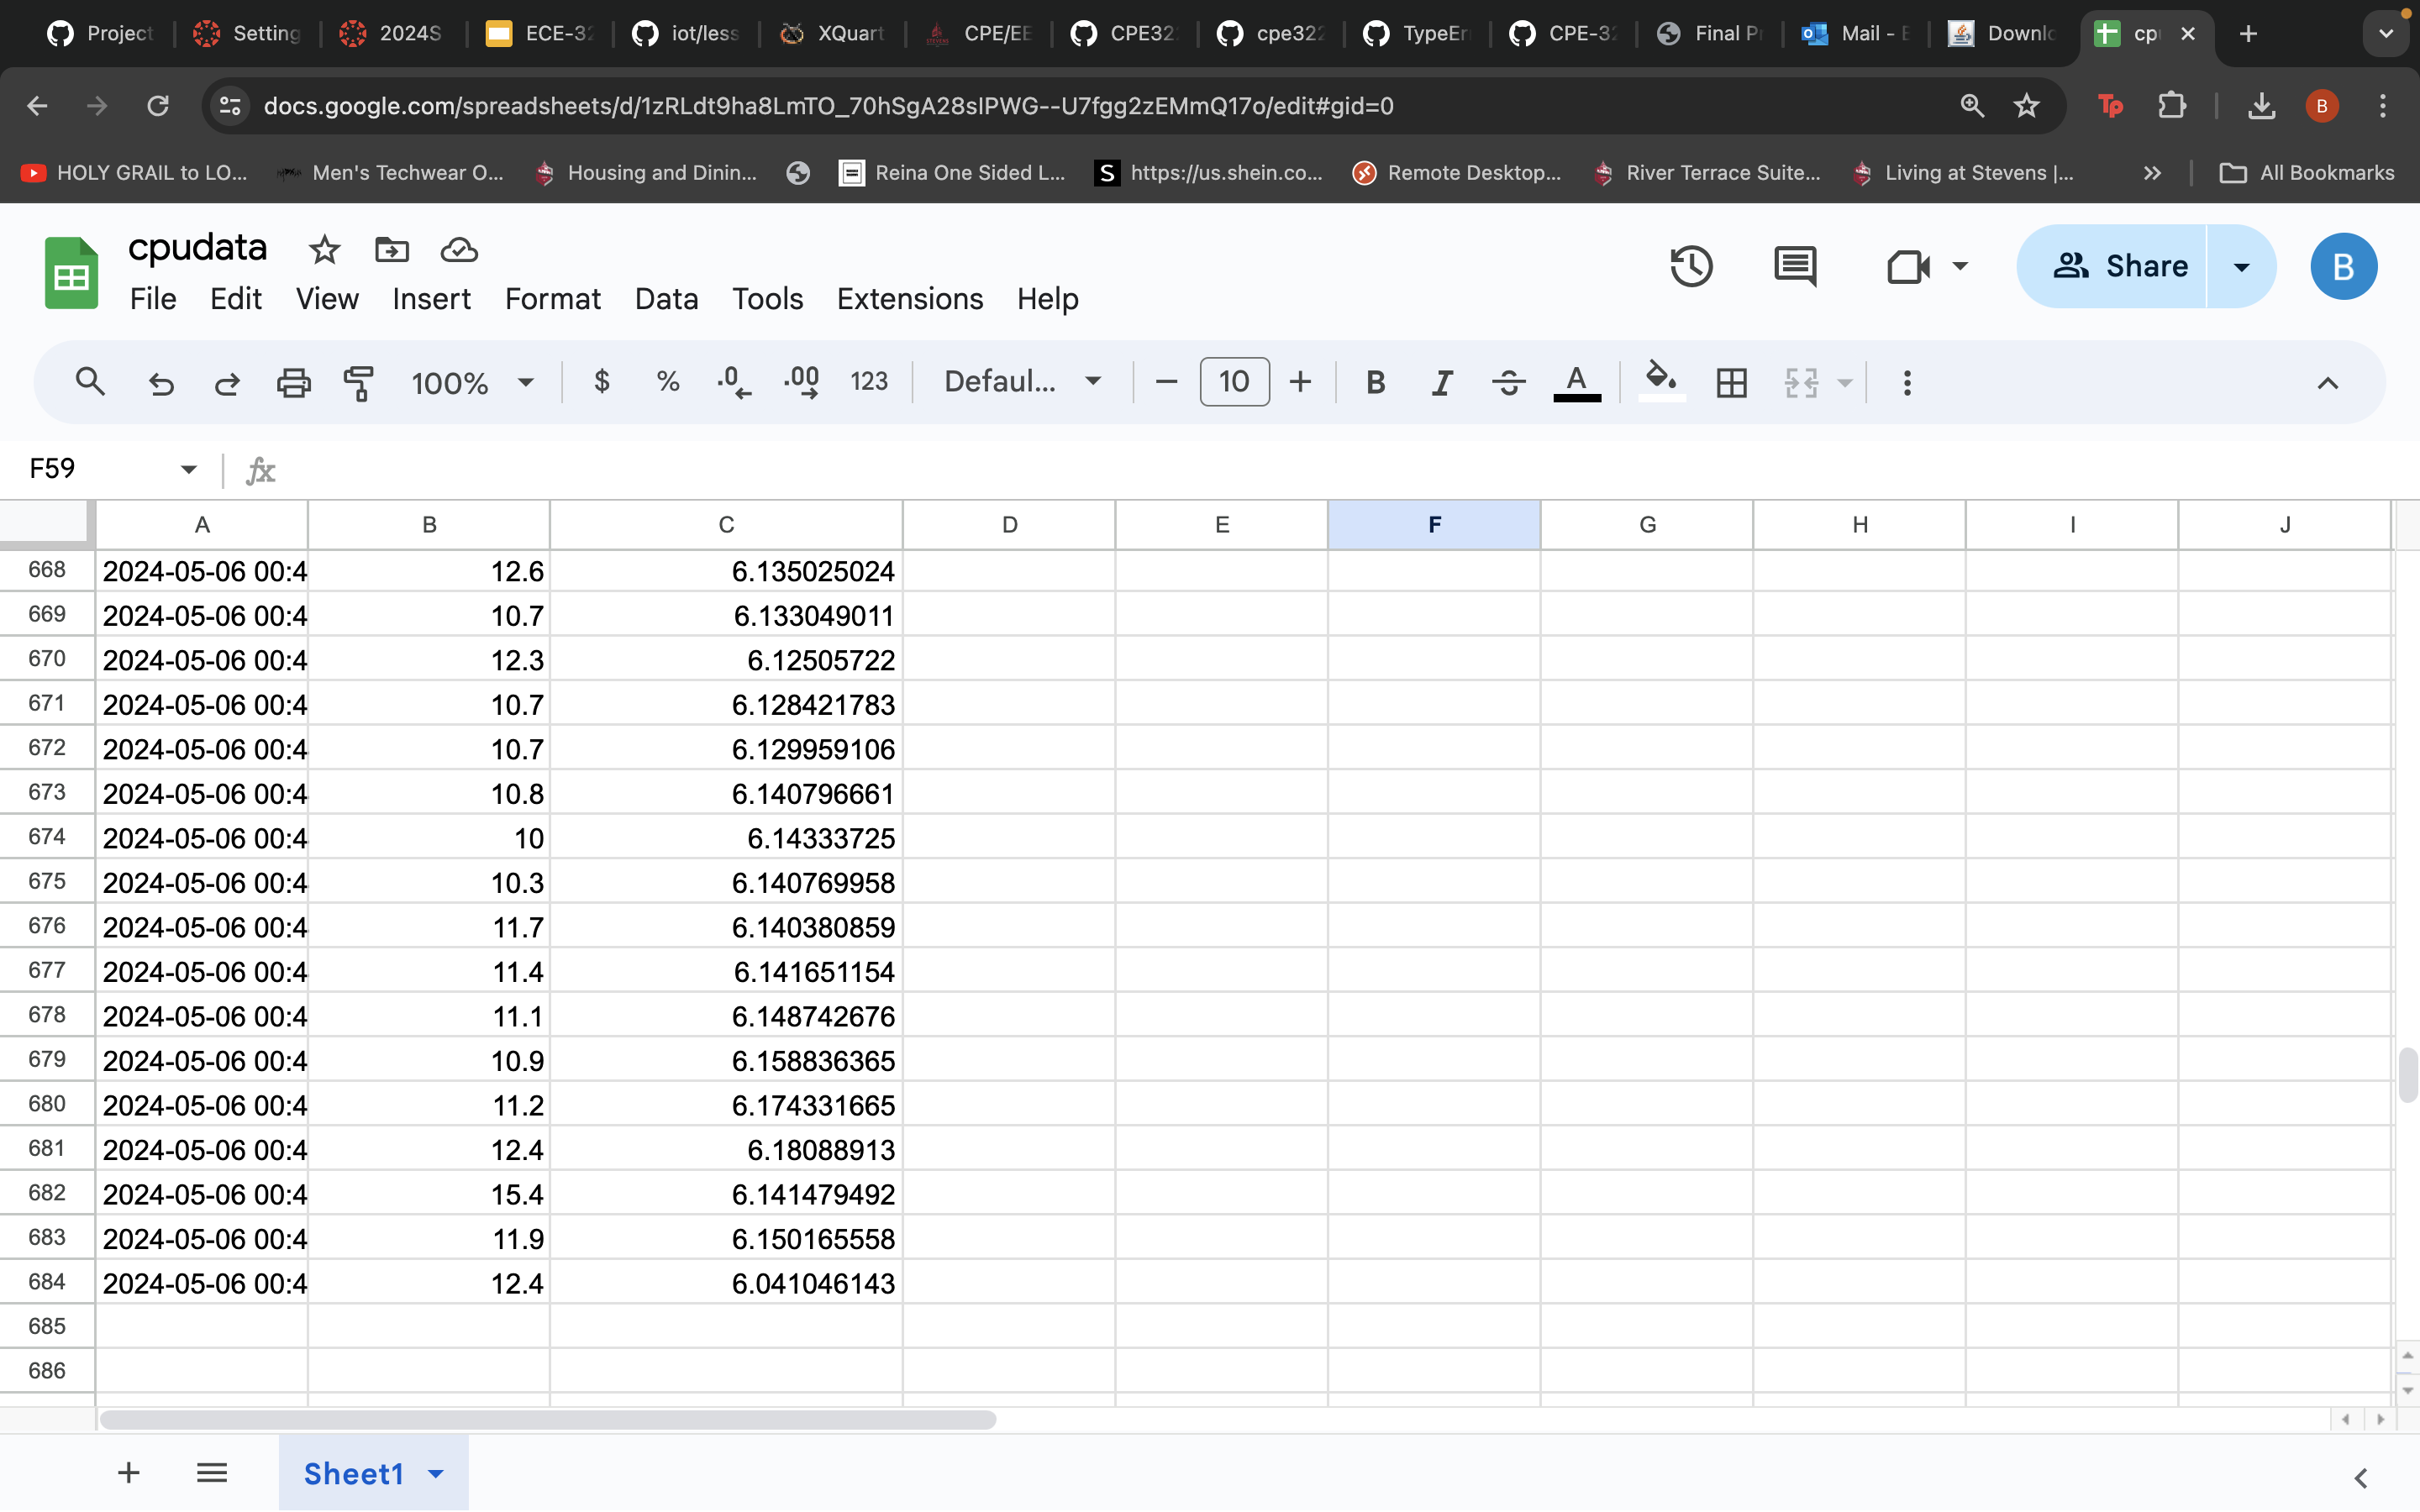 Project Setting 2024S ECE-32 iot/less XQuart CPE/EE CPE32 cpe322 TypeEr CPE-32 Final P Mail - E Downlo cp
docs.google.com/spreadsheets/d/1zRLdt9ha8LmTO_70hSgA28sIPWG--U7fgg2zEMmQ17o/edit#gid=0 Tp B
HOLY GRAIL to LO... Men's Techwear O... Housing and Dinin... Reina One Sided L... S https://us.shein.co... Remote Desktop... River Terrace Suite... Living at Stevens |... All Bookmarks
cpudata
File Edit View Insert Format Data Tools Extensions Help
Share B
100% $ % .0 .00 123 Defaul... 10 B I S A
F59 fx
A B C D E F G H I J
668 2024-05-06 00:4 12.6 6.135025024
669 2024-05-06 00:4 10.7 6.133049011
670 2024-05-06 00:4 12.3 6.12505722
671 2024-05-06 00:4 10.7 6.128421783
672 2024-05-06 00:4 10.7 6.129959106
673 2024-05-06 00:4 10.8 6.140796661
674 2024-05-06 00:4 10 6.14333725
675 2024-05-06 00:4 10.3 6.140769958
676 2024-05-06 00:4 11.7 6.140380859
677 2024-05-06 00:4 11.4 6.141651154
678 2024-05-06 00:4 11.1 6.148742676
679 2024-05-06 00:4 10.9 6.158836365
680 2024-05-06 00:4 11.2 6.174331665
681 2024-05-06 00:4 12.4 6.18088913
682 2024-05-06 00:4 15.4 6.141479492
683 2024-05-06 00:4 11.9 6.150165558
684 2024-05-06 00:4 12.4 6.041046143
685
686
Sheet1